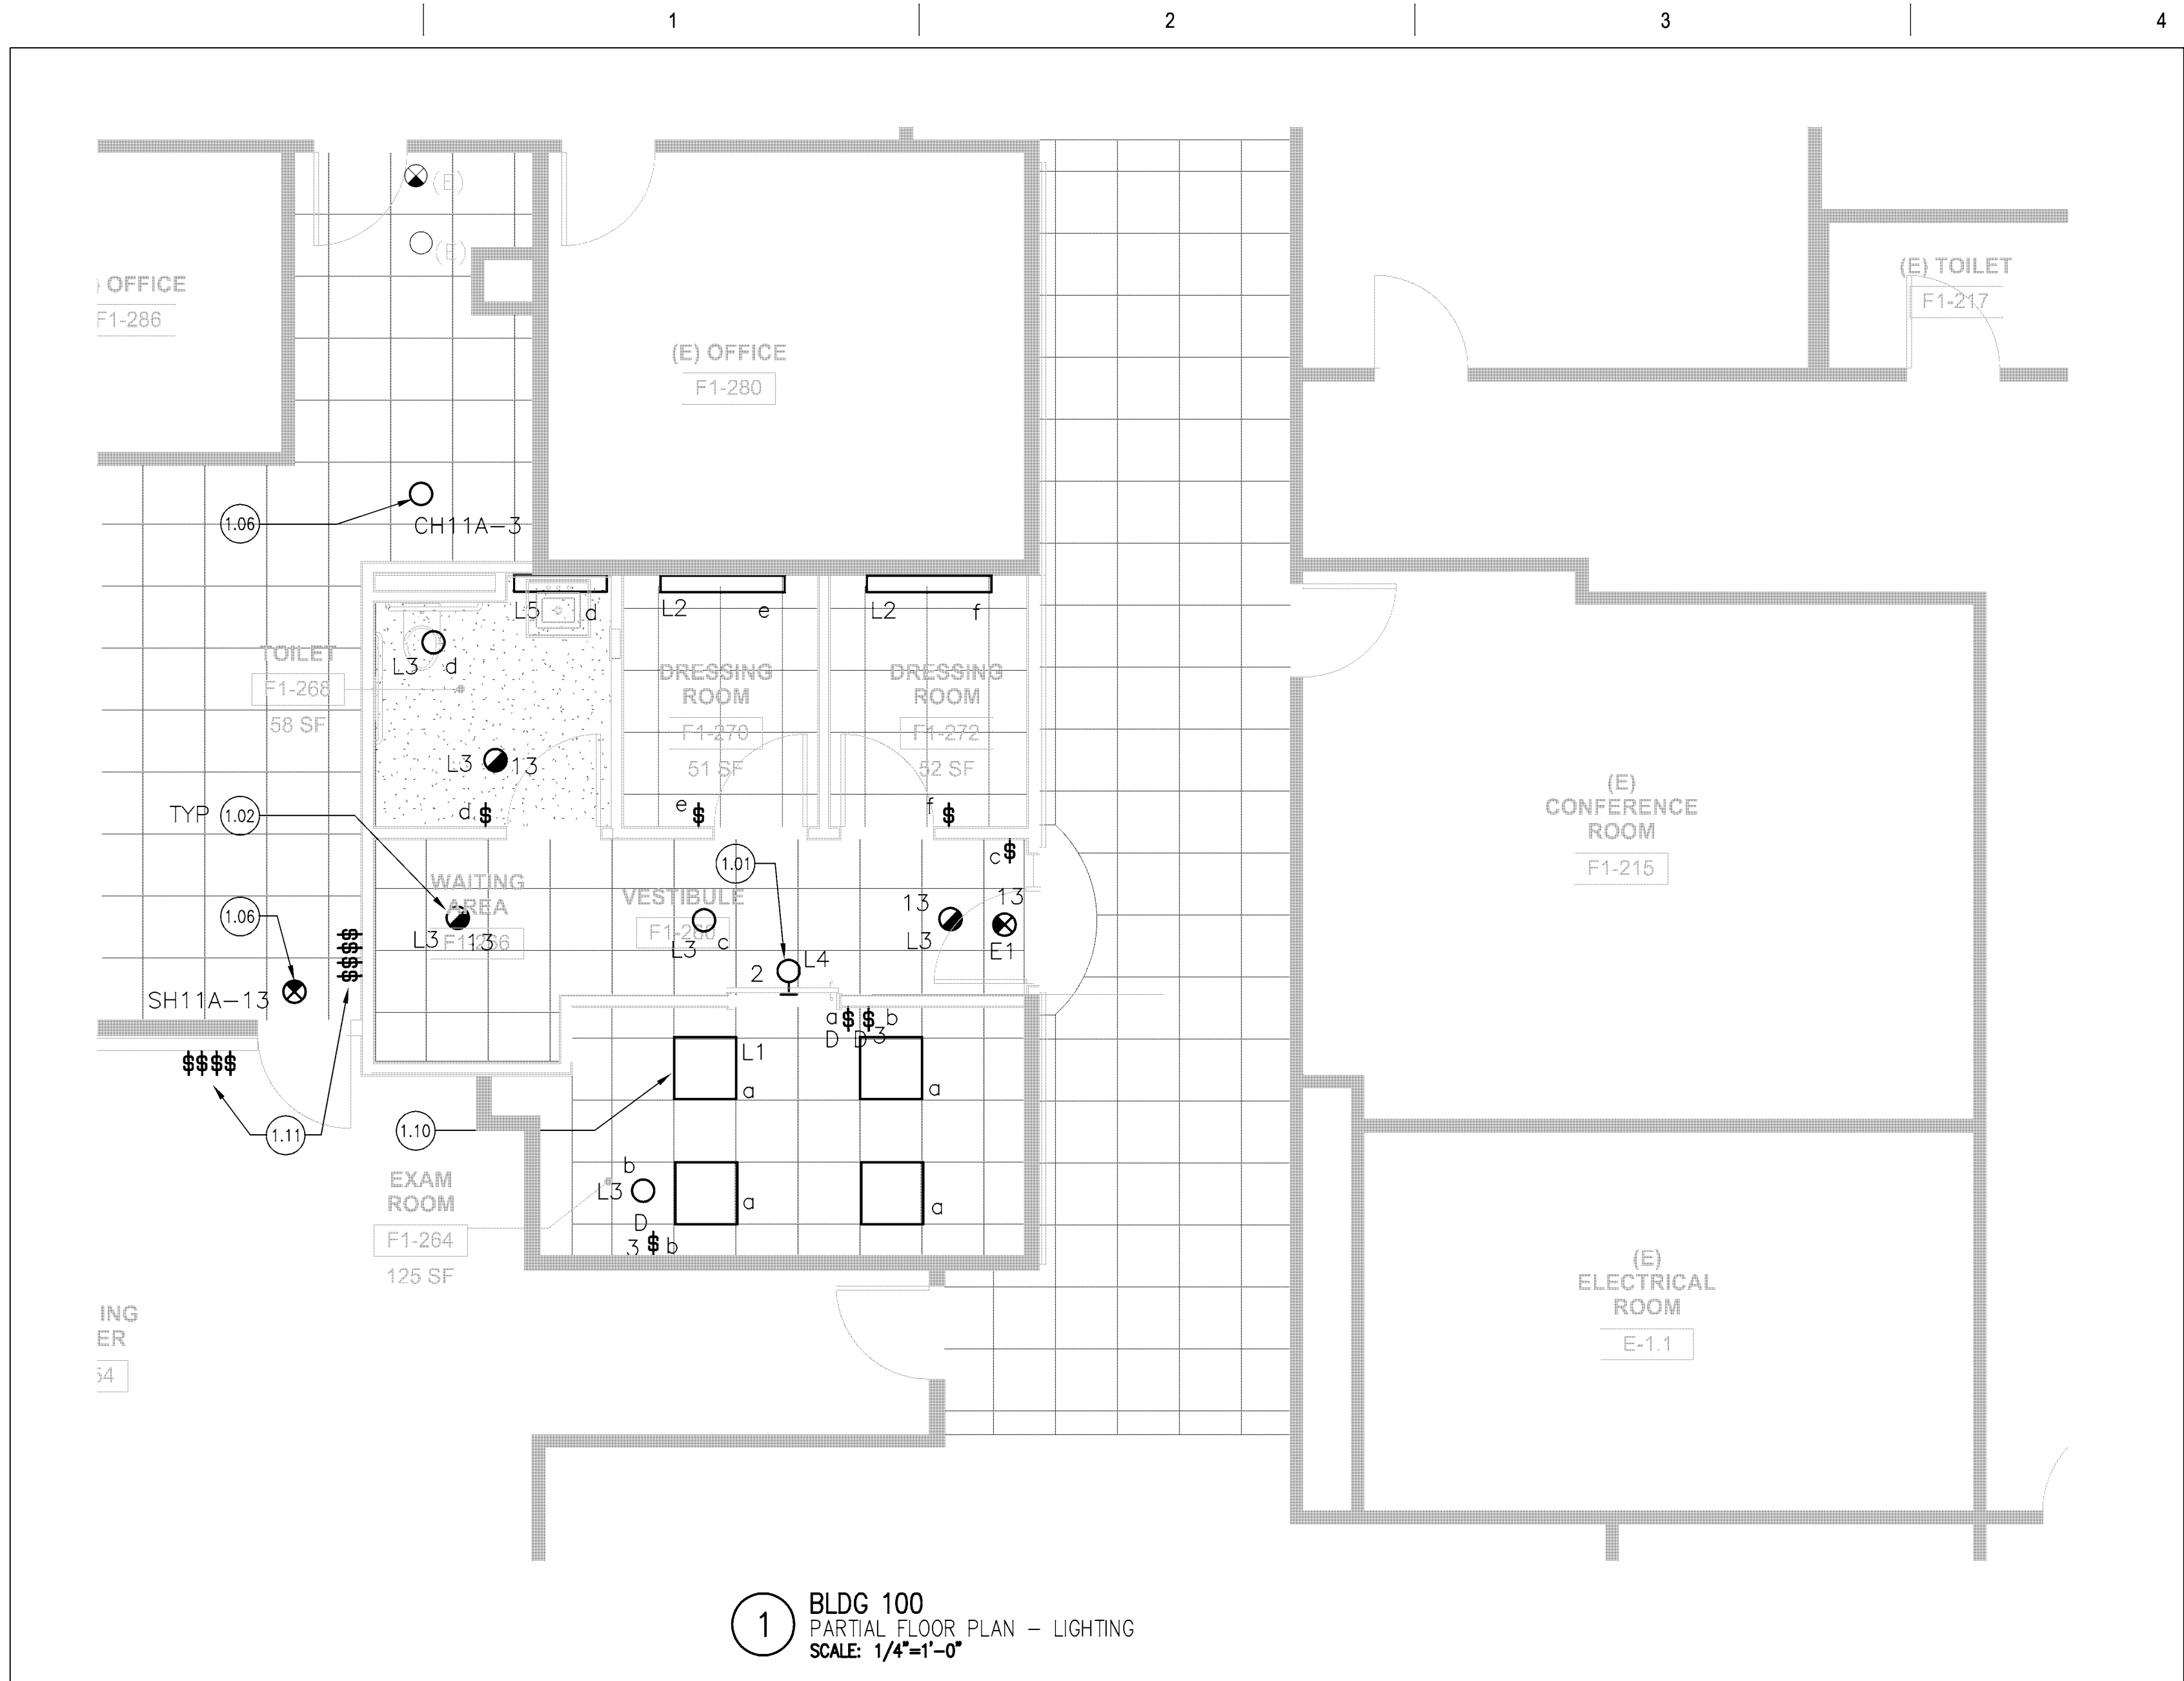 1
2
3
4
(E)
(E)
) OFFICE
F1-286
(E) TOILET
F1-217
(E) OFFICE
F1-280
1.06
CH11A-3
L5
d
L2
e
L2
f
TOILET
F1-268
58 SF
L3
d
DRESSING
ROOM
F1-270
51 SF
DRESSING
ROOM
F1-272
52 SF
L3
13
TYP
1.02
d $
e $
f $
(E)
CONFERENCE
ROOM
F1-215
1.01
c $
WAITING
AREA
F1-266
L3
13
VESTIBULE
L3
c
13
L3
13
E1
1.06
$$$$
SH11A-13
2
L4
a $ $ b
D D 3
$$$$
L1
a
a
1.11
1.10
EXAM
ROOM
F1-264
125 SF
b
L3
D
3 $ b
a
a
(E)
ELECTRICAL
ROOM
E-1.1
ING
ER
54
1
BLDG 100
PARTIAL FLOOR PLAN – LIGHTING
SCALE: 1/4"=1'-0"